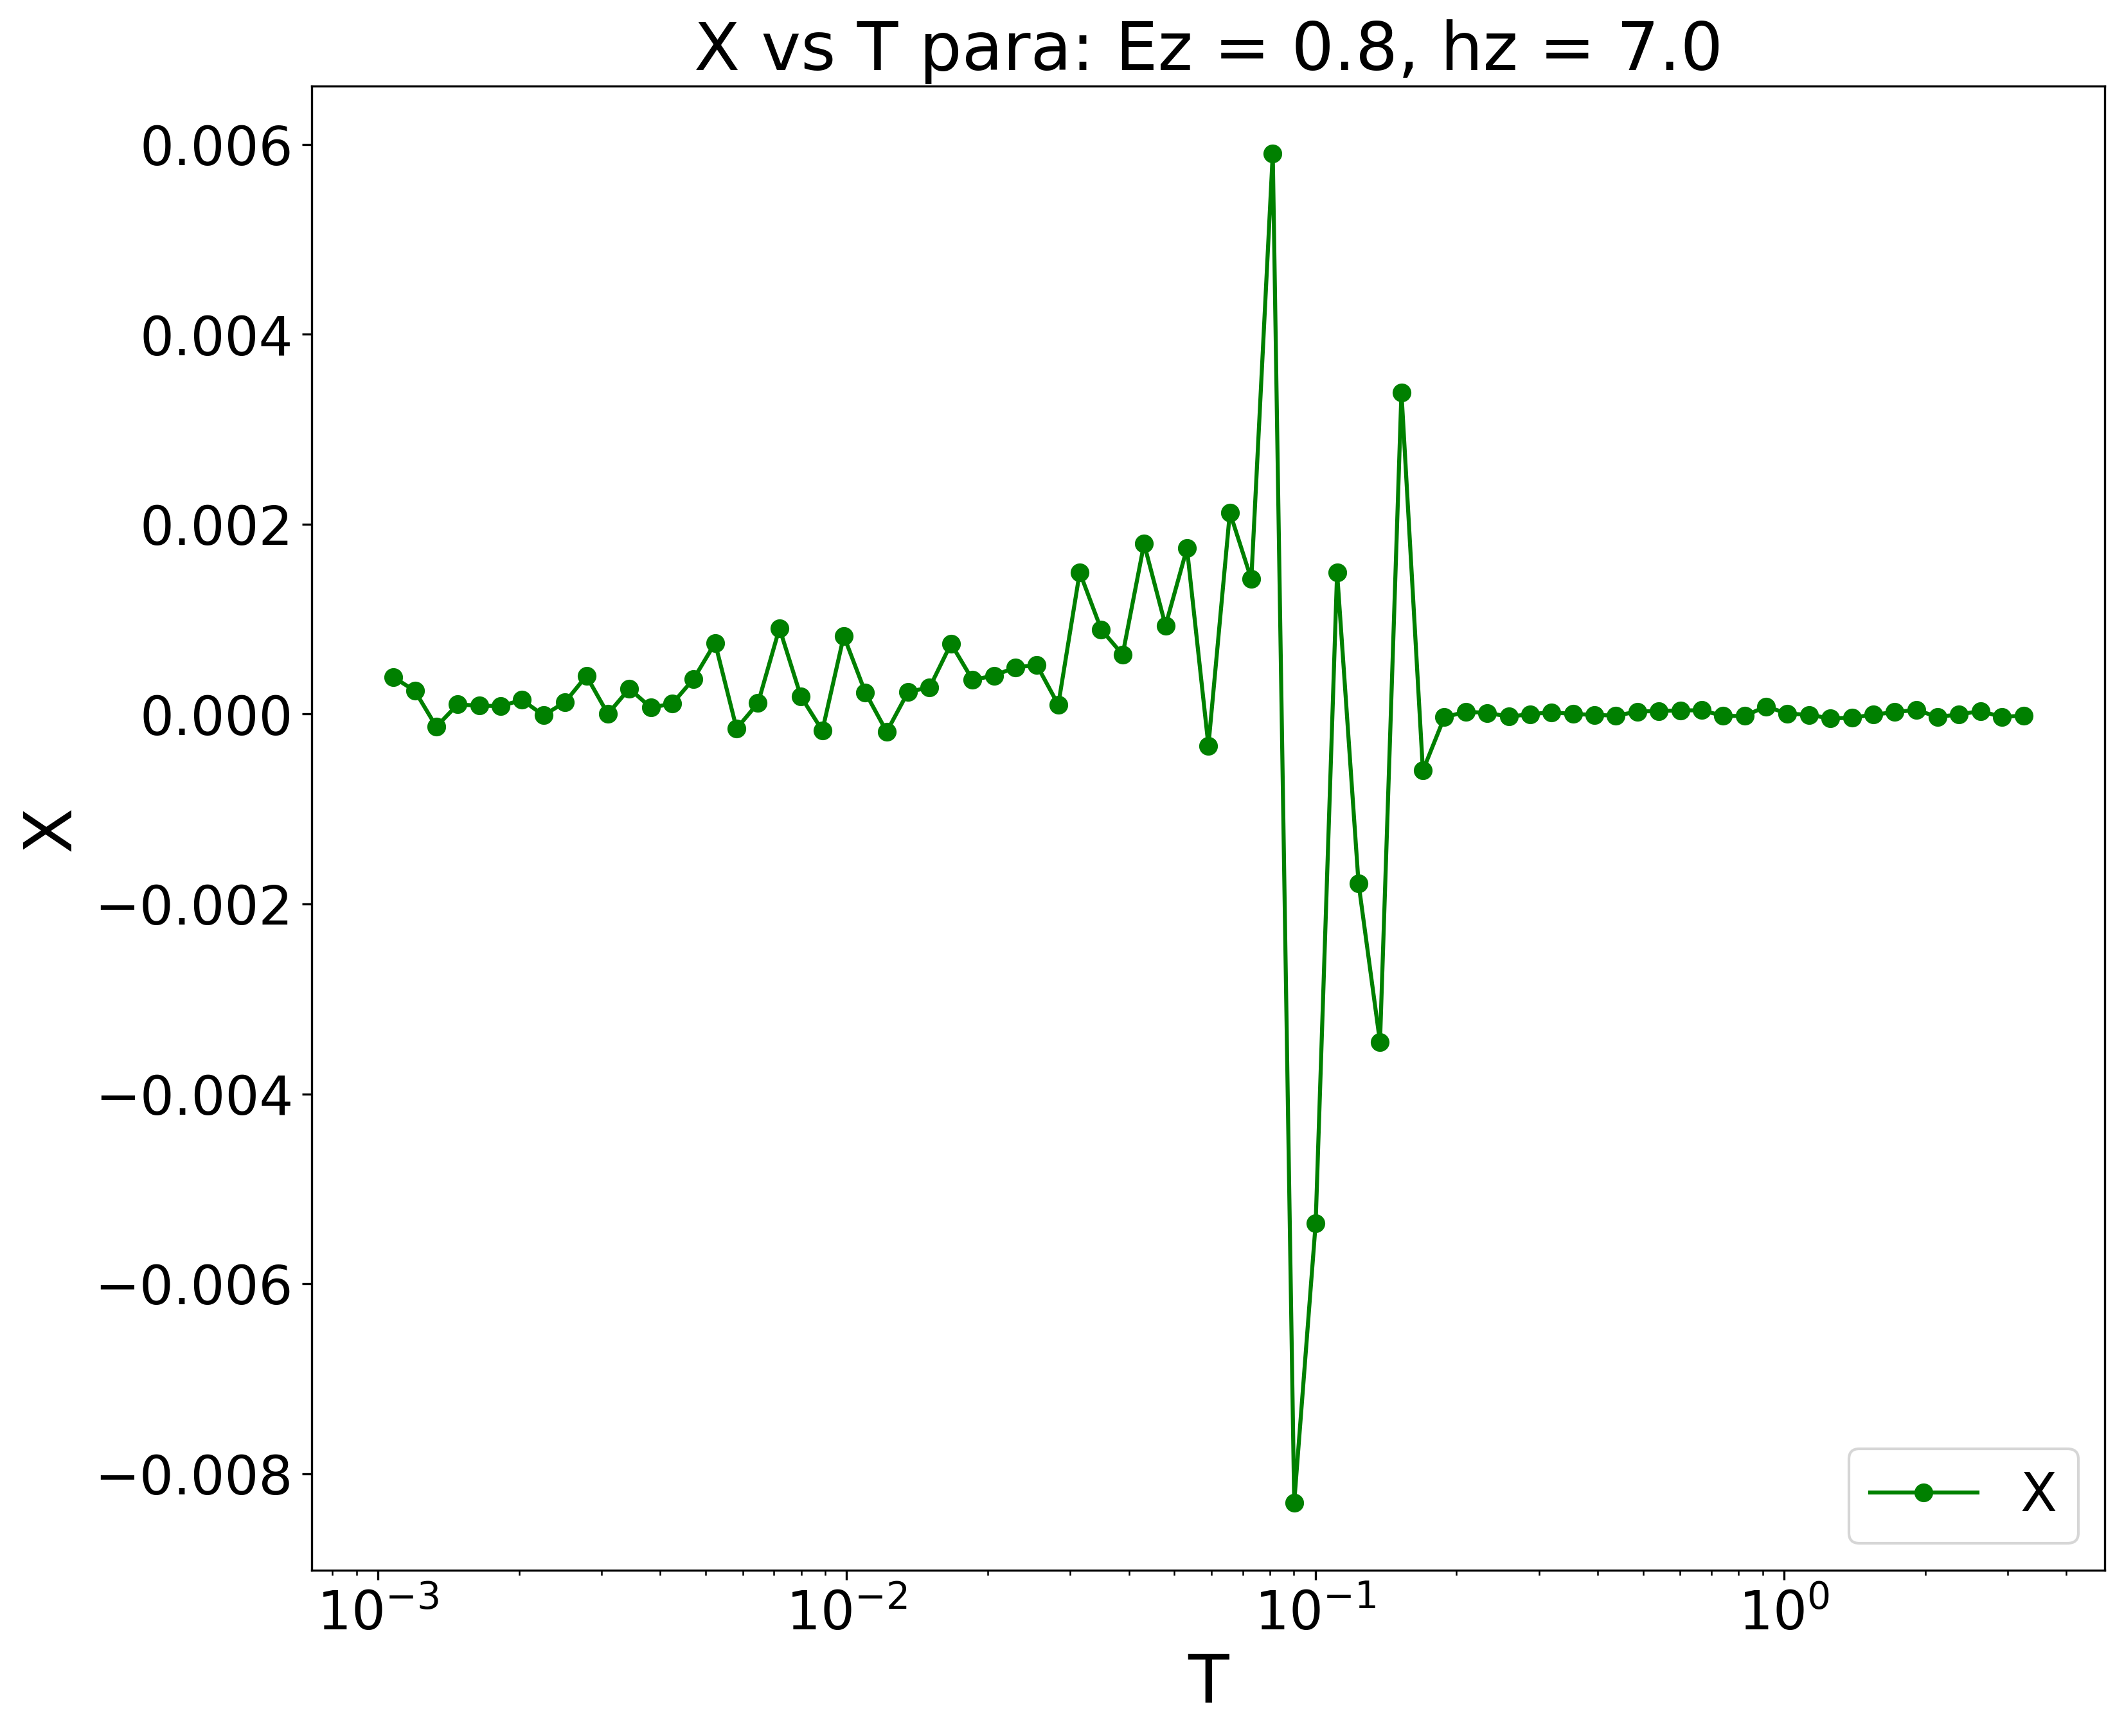 X vs T para: Ez = 0.8, hz = 7.0
0.006
0.004
0.002
0.000
−0.002
−0.004
−0.006
−0.008
X
X
10⁻³ 10⁻² 10⁻¹ 10⁰
T